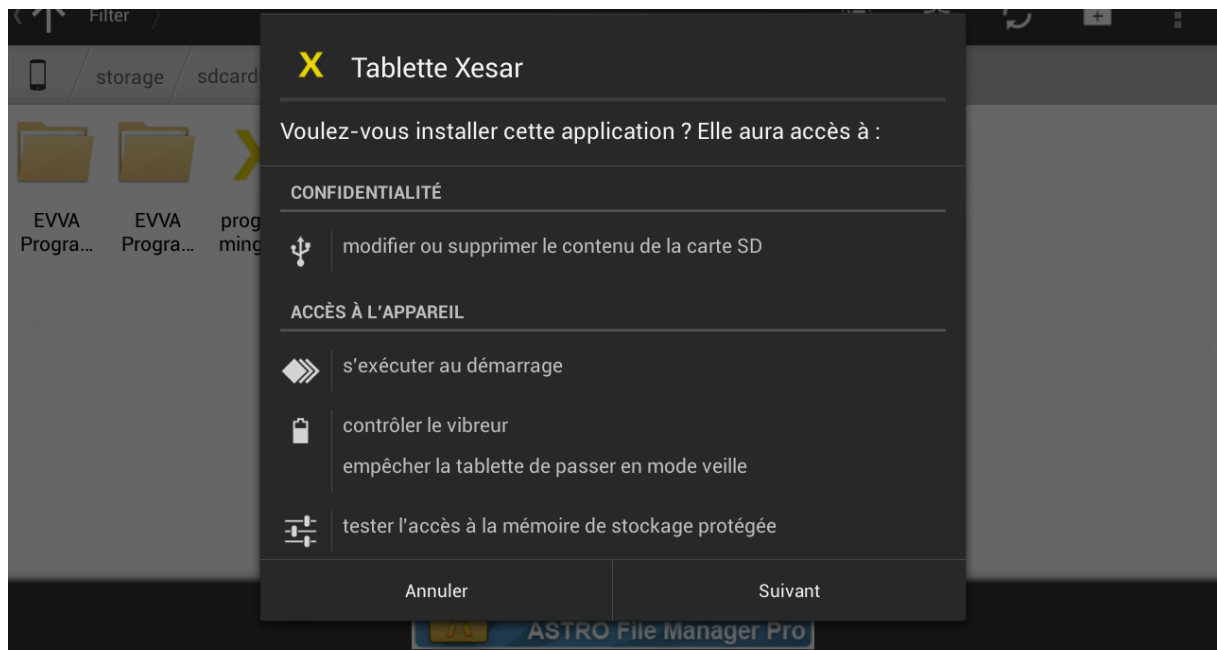 Filter
Tablette Xesar
storage
sdcard
Voulez-vous installer cette application ? Elle aura accès à :
CONFIDENTIALITÉ
EVVA
Progra...
EVVA
Progra...
prog
ming
modifier ou supprimer le contenu de la carte SD
ACCÈS À L'APPAREIL
s'exécuter au démarrage
contrôler le vibreur
empêcher la tablette de passer en mode veille
tester l'accès à la mémoire de stockage protégée
Annuler
Suivant
ASTRO File Manager Pro